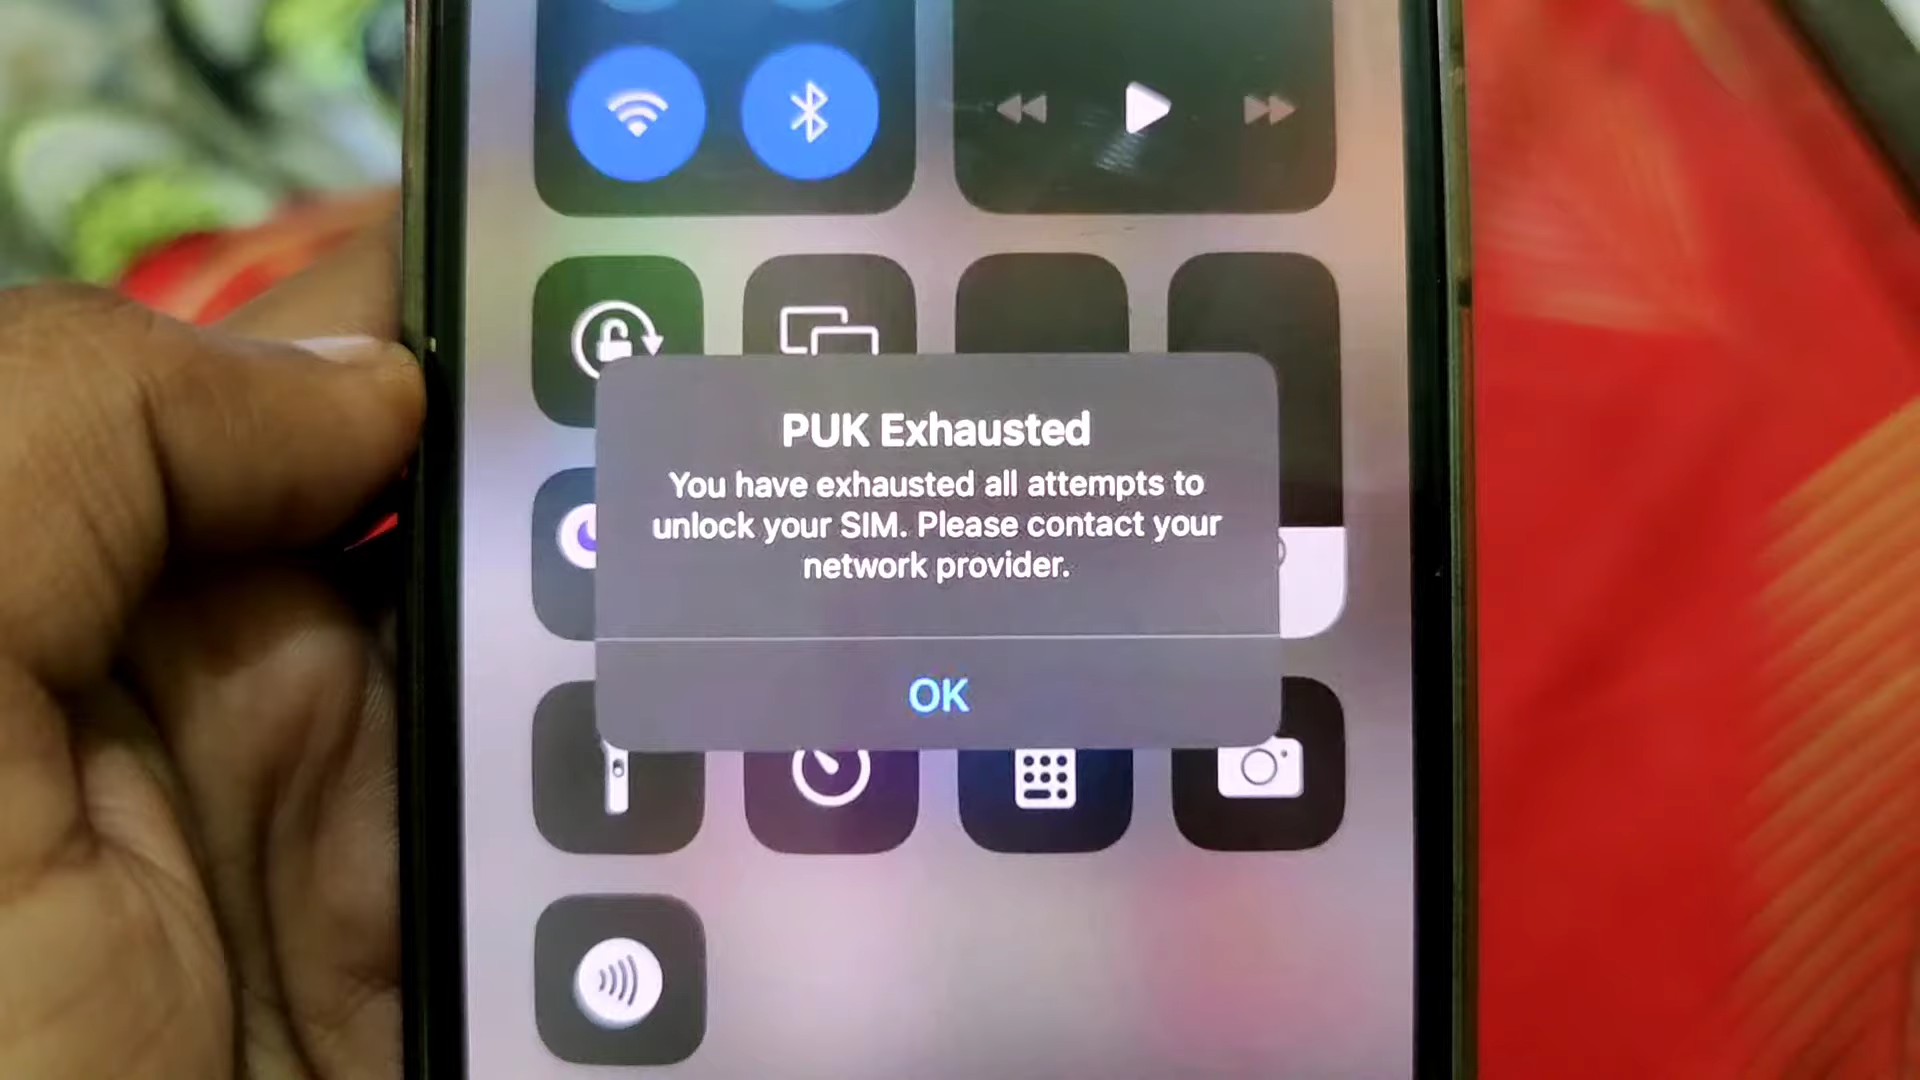 PUK Exhausted
You have exhausted all attempts to
unlock your SIM. Please contact your
network provider.
OK